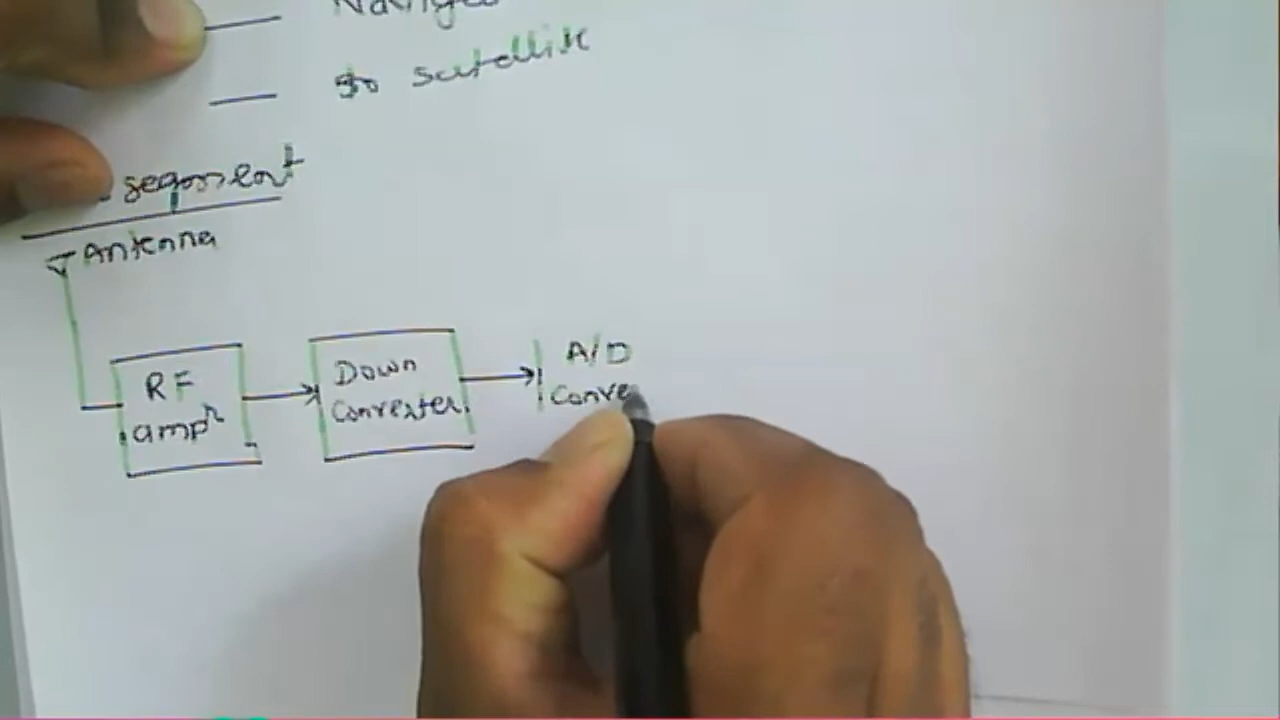 to satellite
segment
Antenna
RF
ampr
Down
Converter
A/D
Conve